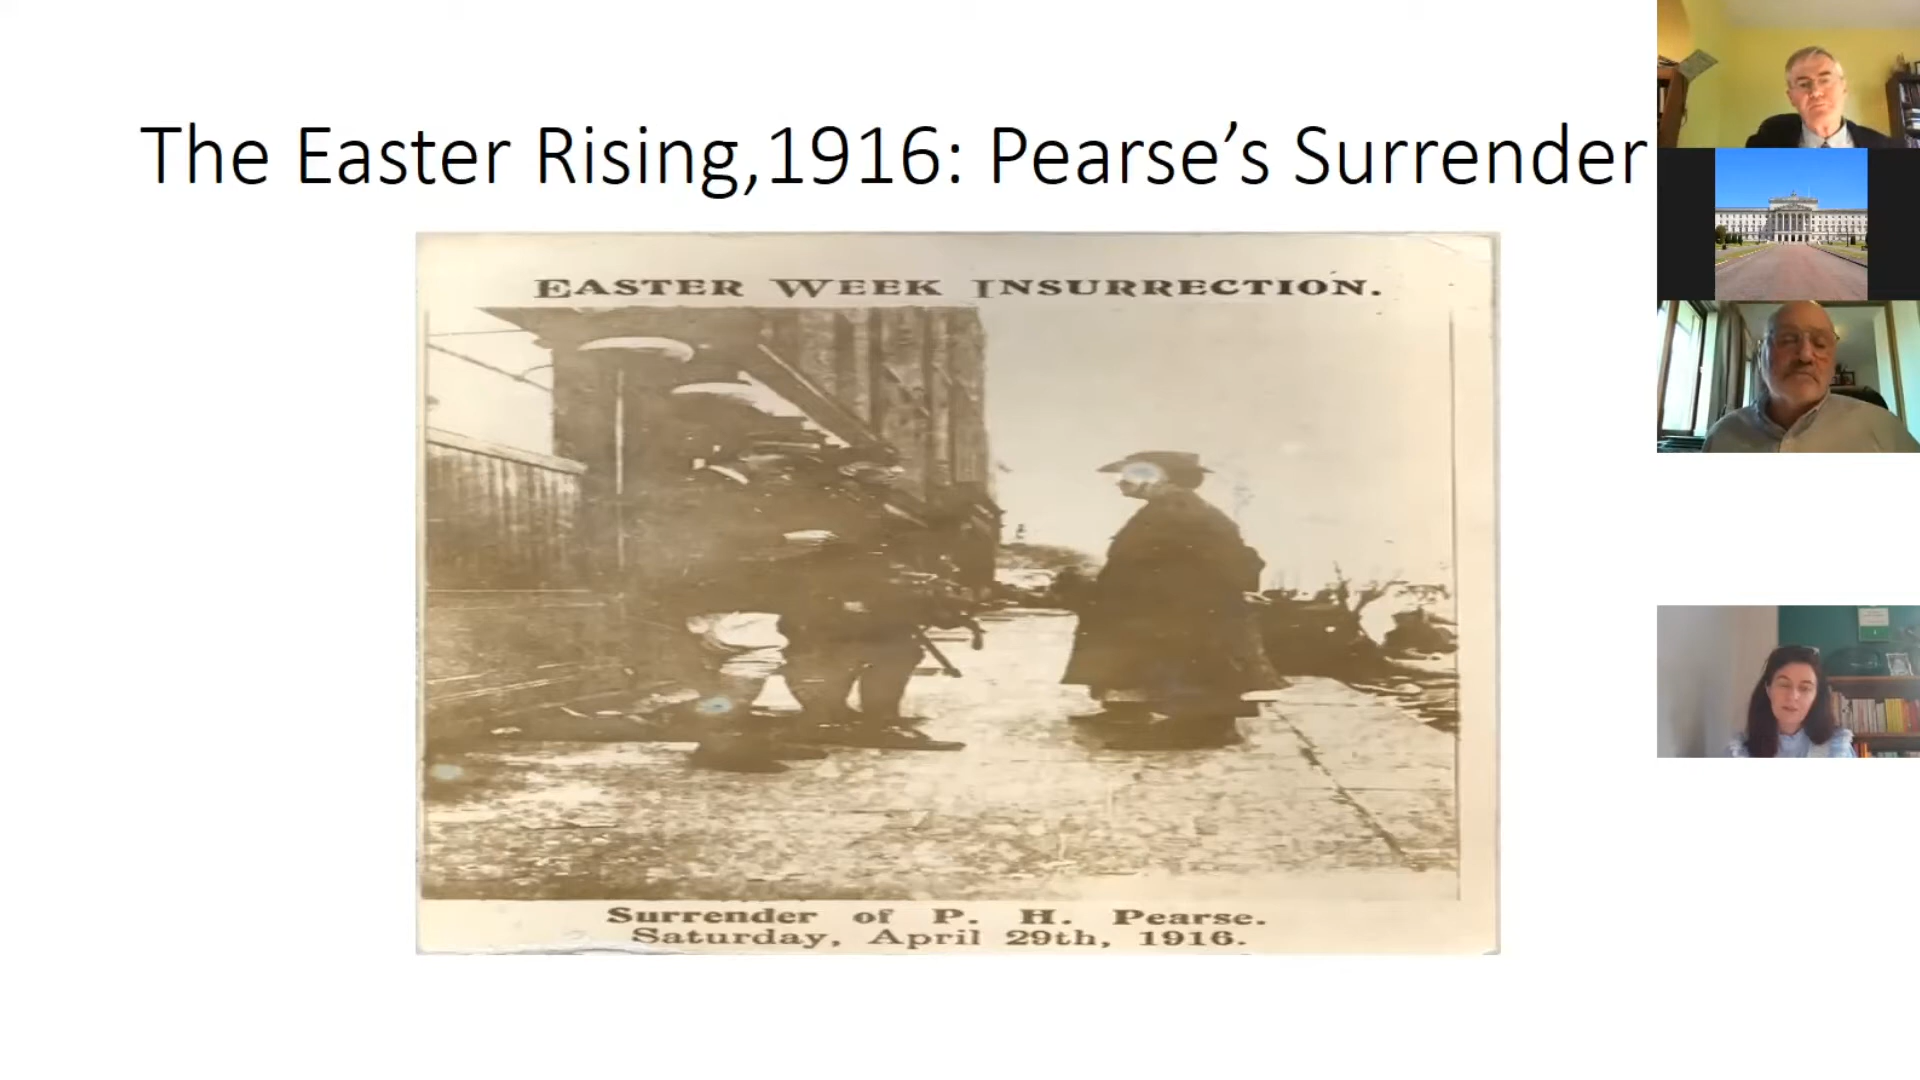 The Easter Rising,1916: Pearse’s Surrender
EASTER WEEK INSURRECTION.
Surrender of P. H. Pearse.
Saturday, April 29th, 1916.